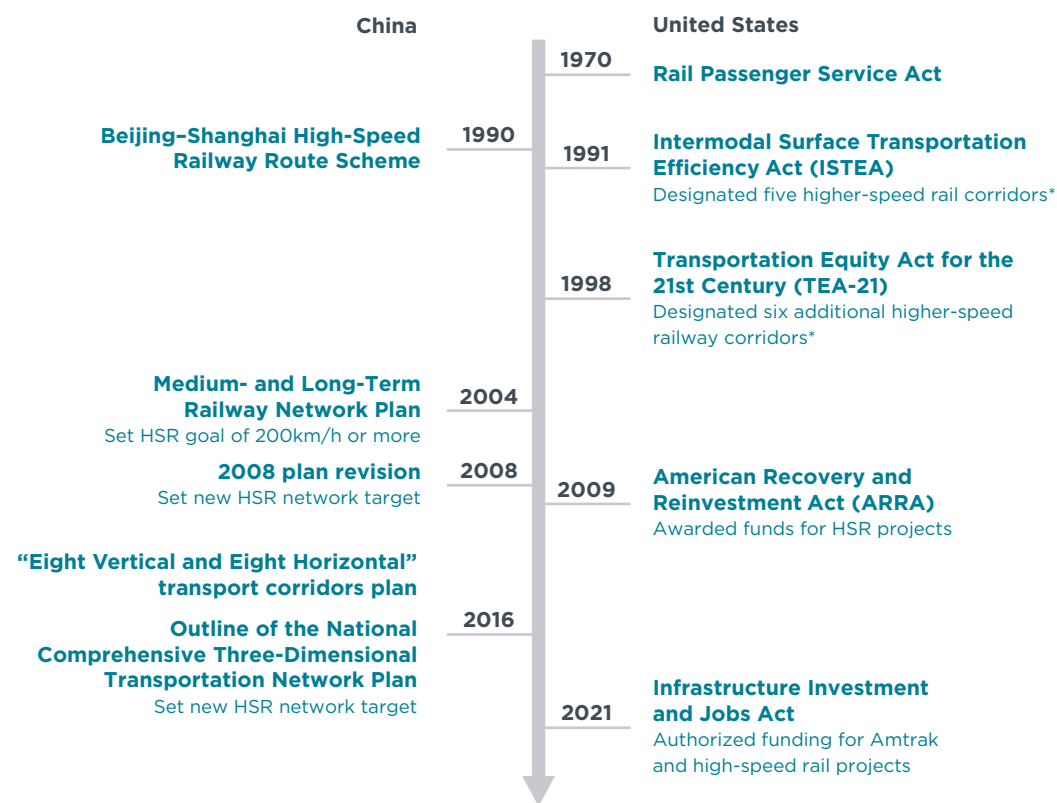 China
United States
1970
Rail Passenger Service Act
Beijing–Shanghai High-Speed
Railway Route Scheme
1990
1991
Intermodal Surface Transportation
Efficiency Act (ISTEA)
Designated five higher-speed rail corridors*
1998
Transportation Equity Act for the
21st Century (TEA-21)
Designated six additional higher-speed
railway corridors*
Medium- and Long-Term
Railway Network Plan
Set HSR goal of 200km/h or more
2004
2008 plan revision
Set new HSR network target
2008
2009
American Recovery and
Reinvestment Act (ARRA)
Awarded funds for HSR projects
“Eight Vertical and Eight Horizontal”
transport corridors plan
2016
Outline of the National
Comprehensive Three-Dimensional
Transportation Network Plan
Set new HSR network target
2021
Infrastructure Investment
and Jobs Act
Authorized funding for Amtrak
and high-speed rail projects